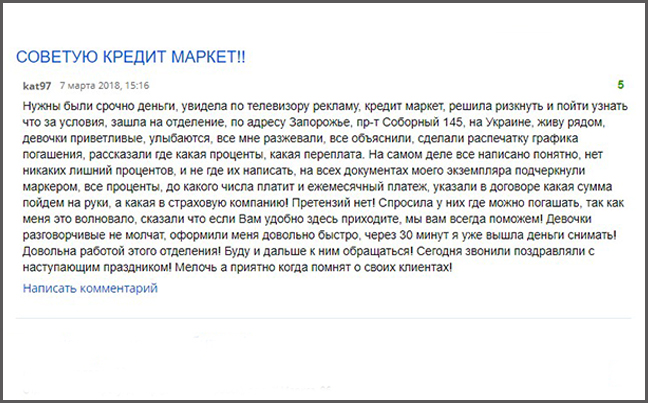 СОВЕТУЮ КРЕДИТ МАРКЕТ!!
kat97 7 марта 2018, 15:16 5
Нужны были срочно деньги, увидела по телевизору рекламу, кредит маркет, решила ризкнуть и пойти узнать
что за условия, зашла на отделение, по адресу Запорожье, пр-т Соборный 145, на Украине, живу рядом,
девочки приветливые, улыбаются, все мне разжевали, все объяснили, сделали распечатку графика
погашения, рассказали где какая проценты, какая переплата. На самом деле все написано понятно, нет
никаких лишний процентов, и не где их написать, на всех документах моего экземпляра подчеркнули
маркером, все проценты, до какого числа платит и ежемесячный платеж, указали в договоре какая сумма
пойдем на руки, а какая в страховую компанию! Претензий нет! Спросила у них где можно погашать, так как
меня это волновало, сказали что если Вам удобно здесь приходите, мы вам всегда поможем! Девочки
разговорчивые не молчат, оформили меня довольно быстро, через 30 минут я уже вышла деньги снимать!
Довольна работой этого отделения! Буду и дальше к ним обращаться! Сегодня звонили поздравляли с
наступающим праздником! Мелочь а приятно когда помнят о своих клиентах!
Написать комментарий